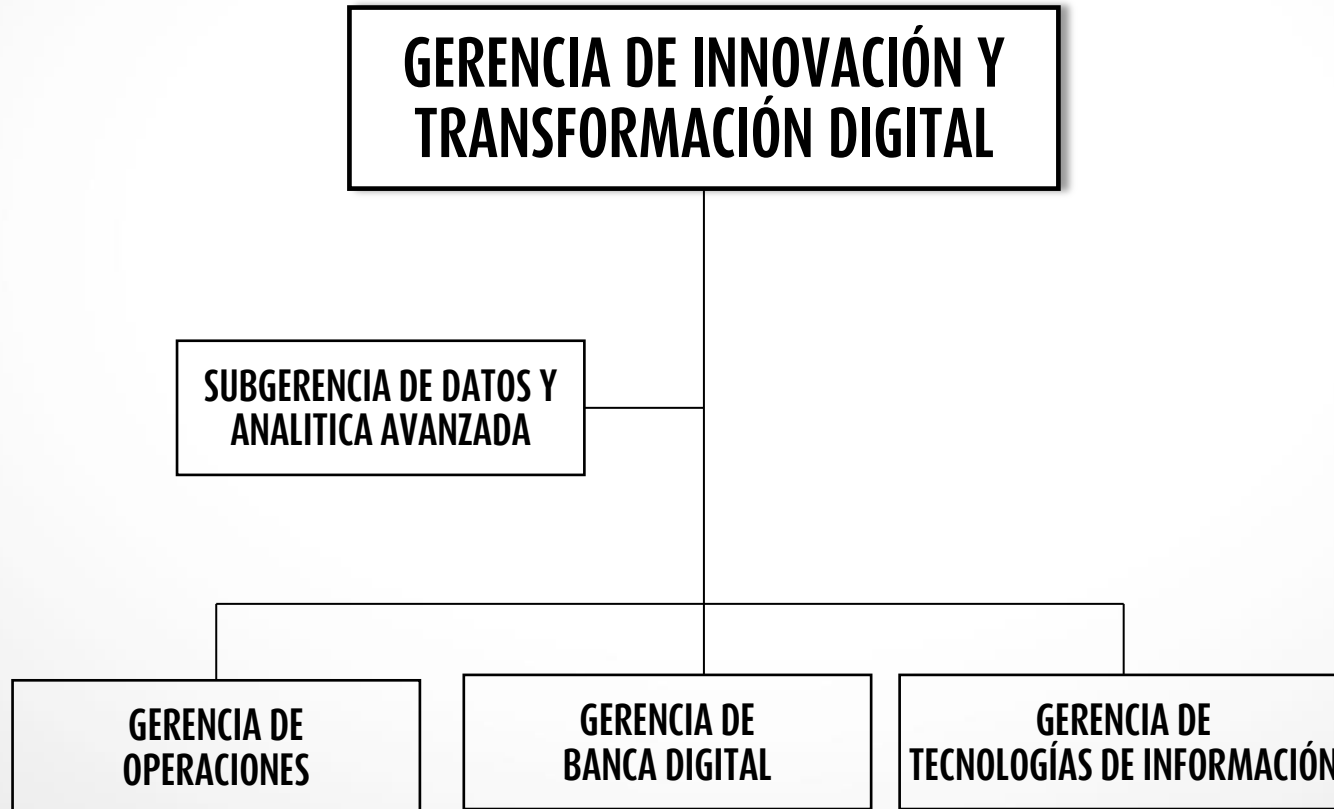 GERENCIA DE INNOVACIÓN Y
TRANSFORMACIÓN DIGITAL
SUBGERENCIA DE DATOS Y
ANALITICA AVANZADA
GERENCIA DE
OPERACIONES
GERENCIA DE
BANCA DIGITAL
GERENCIA DE
TECNOLOGÍAS DE INFORMACIÓN